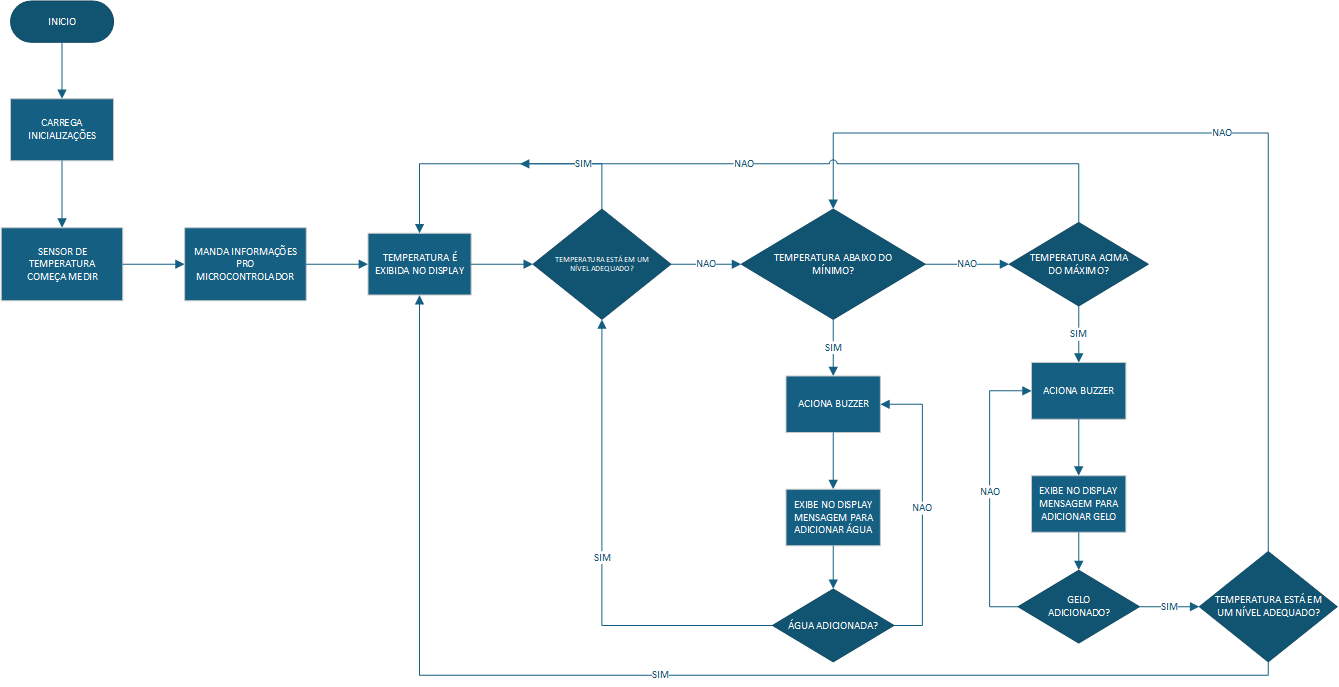 INICIO
CARREGA
INICIALIZAÇÕES
SENSOR DE
TEMPERATURA
COMEÇA MEDIR
MANDA INFORMAÇÕES
PRO
MICROCONTROLADOR
TEMPERATURA É
EXIBIDA NO DISPLAY
TEMPERATURA ESTÁ EM UM
NÍVEL ADEQUADO?
SIM
NAO
TEMPERATURA ABAIXO DO
MÍNIMO?
NAO
TEMPERATURA ACIMA
DO MÁXIMO?
NAO
NAO
SIM
ACIONA BUZZER
EXIBE NO DISPLAY
MENSAGEM PARA
ADICIONAR ÁGUA
ÁGUA ADICIONADA?
NAO
SIM
SIM
ACIONA BUZZER
EXIBE NO DISPLAY
MENSAGEM PARA
ADICIONAR GELO
GELO
ADICIONADO?
NAO
SIM
TEMPERATURA ESTÁ EM
UM NÍVEL ADEQUADO?
SIM